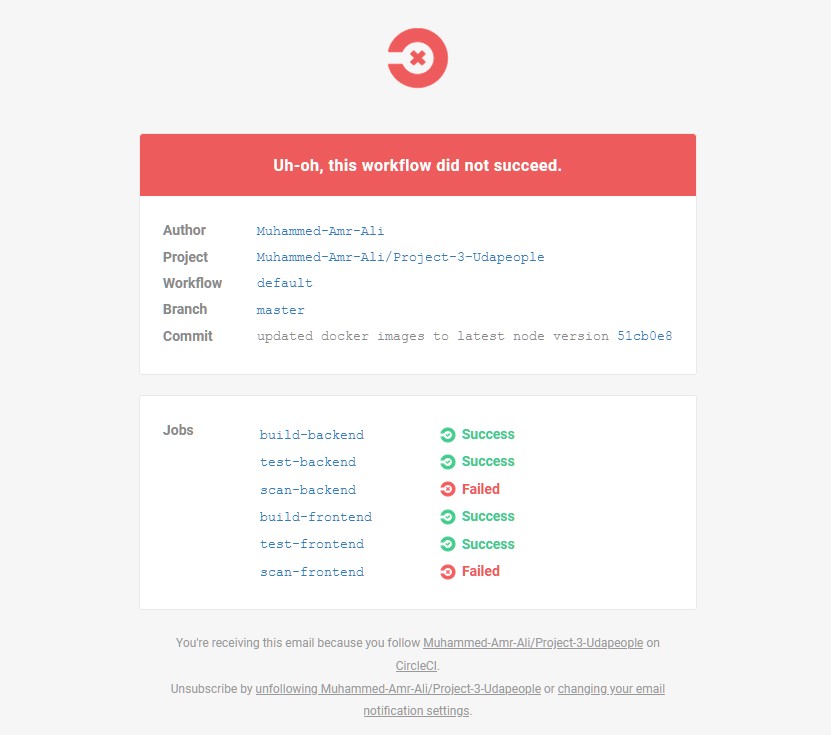 Uh-oh, this workflow did not succeed.
Author Muhammed-Amr-Ali
Project Muhammed-Amr-Ali/Project-3-Udapeople
Workflow default
Branch master
Commit updated docker images to latest node version 51cb0e8
Jobs
build-backend Success
test-backend Success
scan-backend Failed
build-frontend Success
test-frontend Success
scan-frontend Failed
You're receiving this email because you follow Muhammed-Amr-Ali/Project-3-Udapeople on
CircleCI.
Unsubscribe by unfollowing Muhammed-Amr-Ali/Project-3-Udapeople or changing your email
notification settings.